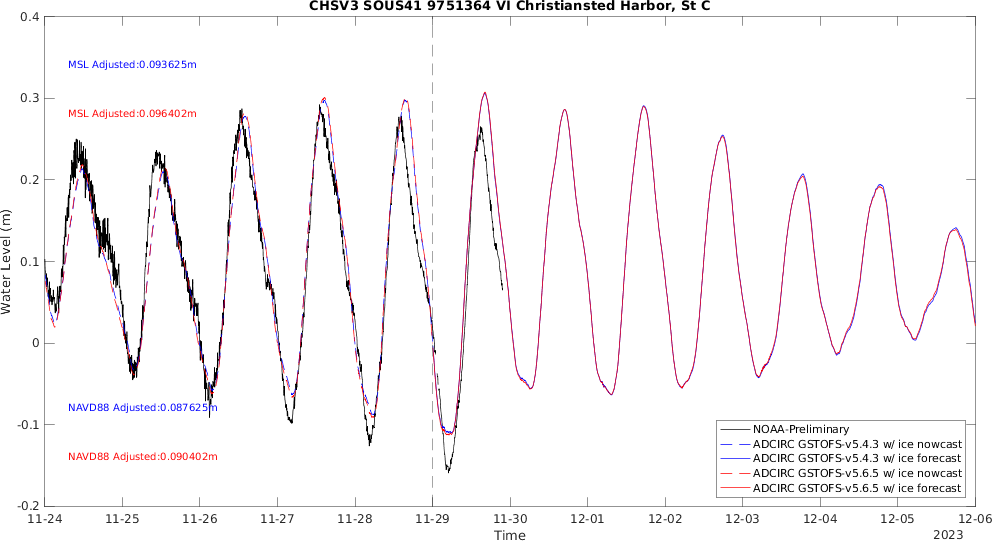 CHSV3 SOUS41 9751364 VI Christiansted Harbor, St C
0.4
0.3
0.2
0.1
0
-0.1
-0.2
Water Level (m)
MSL Adjusted:0.093625m
MSL Adjusted:0.096402m
NAVD88 Adjusted:0.087625m
NAVD88 Adjusted:0.090402m
NOAA-Preliminary
ADCIRC GSTOFS-v5.4.3 w/ ice nowcast
ADCIRC GSTOFS-v5.4.3 w/ ice forecast
ADCIRC GSTOFS-v5.6.5 w/ ice nowcast
ADCIRC GSTOFS-v5.6.5 w/ ice forecast
11-24 11-25 11-26 11-27 11-28 11-29 11-30 12-01 12-02 12-03 12-04 12-05 12-06
Time
2023